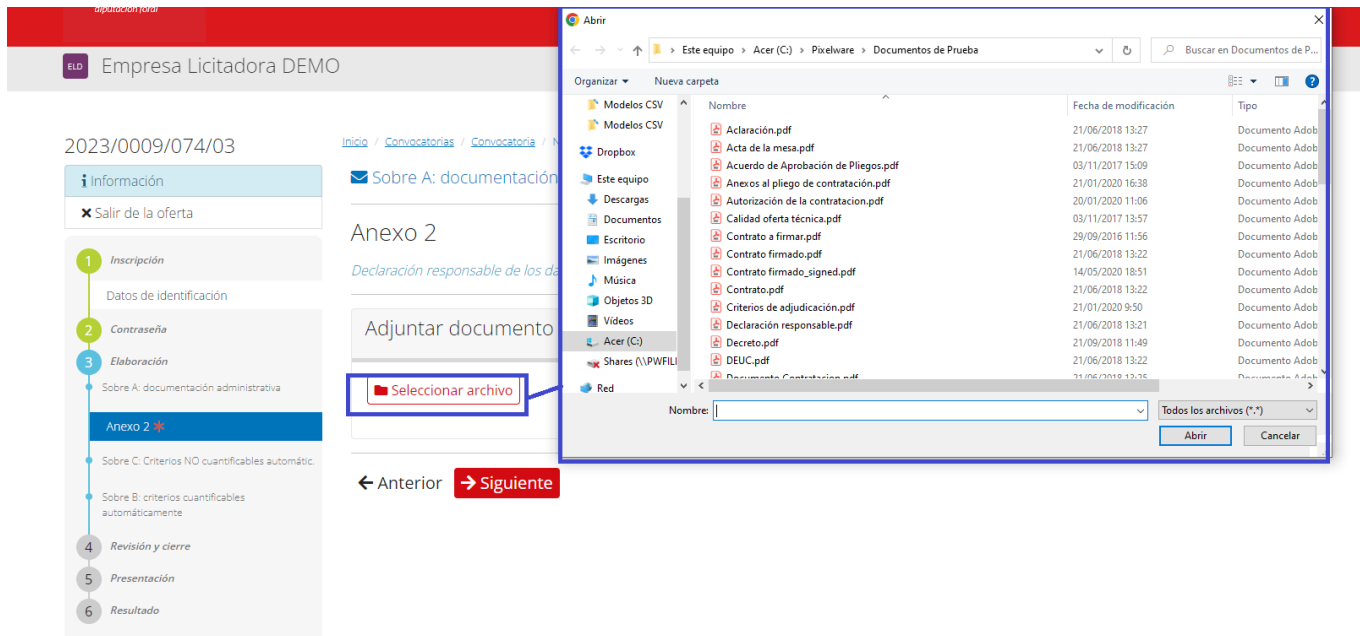 diputación foral
ELD Empresa Licitadora DEMO
2023/0009/074/03
i Información
Salir de la oferta
1 Inscripción
Datos de identificación
2 Contraseña
3 Elaboración
Sobre A: documentación administrativa
Anexo 2 *
Sobre C: Criterios NO cuantificables automátic.
Sobre B: criterios cuantificables
automáticamente
4 Revisión y cierre
5 Presentación
6 Resultado
Inicio / Convocatorias / Convocatoria / N
Sobre A: documentación
Anexo 2
Declaración responsable de los da
Adjuntar documento
Seleccionar archivo
Anterior Siguiente
Abrir
Este equipo > Acer (C:) > Pixelware > Documentos de Prueba
Buscar en Documentos de P...
Organizar Nueva carpeta
Modelos CSV
Modelos CSV
Dropbox
Este equipo
Descargas
Documentos
Escritorio
Imágenes
Música
Objetos 3D
Vídeos
Acer (C:)
Shares (\\PWFILI
Red
Nombre Fecha de modificación Tipo
Aclaración.pdf 21/06/2018 13:27 Documento Adob
Acta de la mesa.pdf 21/06/2018 13:27 Documento Adob
Acuerdo de Aprobación de Pliegos.pdf 03/11/2017 15:09 Documento Adob
Anexos al pliego de contratación.pdf 21/01/2020 16:38 Documento Adob
Autorización de la contratacion.pdf 20/01/2020 11:06 Documento Adob
Calidad oferta técnica.pdf 03/11/2017 13:57 Documento Adob
Contrato a firmar.pdf 29/09/2016 11:56 Documento Adob
Contrato firmado.pdf 21/06/2018 13:22 Documento Adob
Contrato firmado_signed.pdf 14/05/2020 18:51 Documento Adob
Contrato.pdf 21/06/2018 13:22 Documento Adob
Criterios de adjudicación.pdf 21/01/2020 9:50 Documento Adob
Declaración responsable.pdf 21/06/2018 13:21 Documento Adob
Decreto.pdf 21/09/2018 11:49 Documento Adob
DEUC.pdf 21/06/2018 13:22 Documento Adob
Documento Contratacion.pdf 21/06/2018 13:25 Documento Adob
Nombre: Todos los archivos (*.*)
Abrir Cancelar